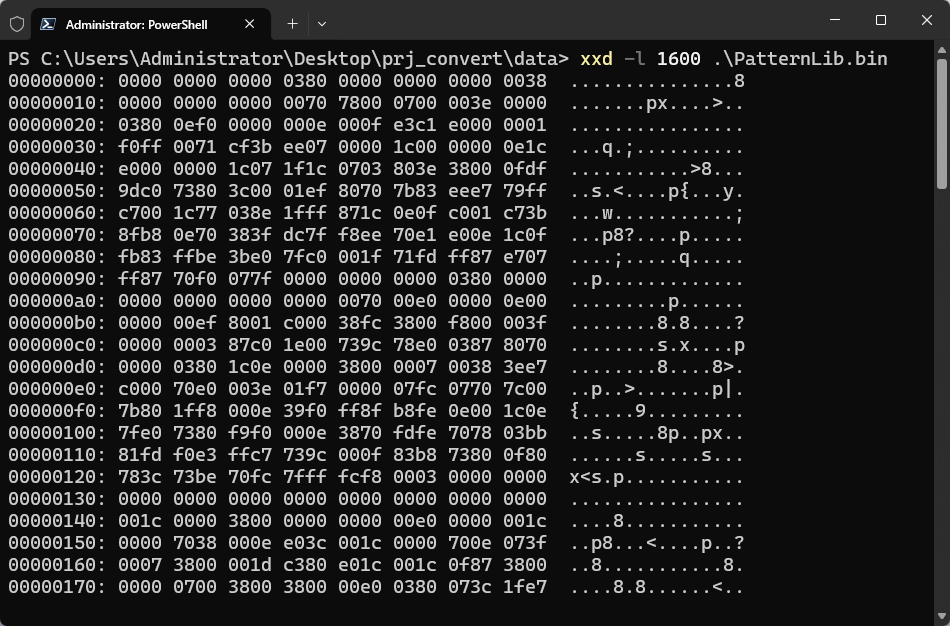 Administrator: PowerShell
PS C:\Users\Administrator\Desktop\prj_convert\data> xxd -l 1600 .\PatternLib.bin
00000000: 0000 0000 0000 0380 0000 0000 0000 0038  ...............8
00000010: 0000 0000 0000 0070 7800 0700 003e 0000  .......px....>..
00000020: 0380 0ef0 0000 000e 000f e3c1 e000 0001  ................
00000030: f0ff 0071 cf3b ee07 0000 1c00 0000 0e1c  ...q.;..........
00000040: e000 0000 1c07 1f1c 0703 803e 3800 0fdf  ...........>8...
00000050: 9dc0 7380 3c00 01ef 8070 7b83 eee7 79ff  ..s.<....p{...y.
00000060: c700 1c77 038e 1fff 871c 0e0f c001 c73b  ...w...........;
00000070: 8fb8 0e70 383f dc7f f8ee 70e1 e00e 1c0f  ...p8?....p.....
00000080: fb83 ffbe 3be0 7fc0 001f 71fd ff87 e707  ....;.....q.....
00000090: ff87 70f0 077f 0000 0000 0000 0380 0000  ..p.............
000000a0: 0000 0000 0000 0000 0070 00e0 0000 0e00  .........p......
000000b0: 0000 00ef 8001 c000 38fc 3800 f800 003f  ........8.8....?
000000c0: 0000 0003 87c0 1e00 739c 78e0 0387 8070  ........s.x....p
000000d0: 0000 0380 1c0e 0000 3800 0007 0038 3ee7  ........8....8>.
000000e0: c000 70e0 003e 01f7 0000 07fc 0770 7c00  ..p..>.......p|.
000000f0: 7b80 1ff8 000e 39f0 ff8f b8fe 0e00 1c0e  {.....9.........
00000100: 7fe0 7380 f9f0 000e 3870 fdfe 7078 03bb  ..s.....8p..px..
00000110: 81fd f0e3 ffc7 739c 000f 83b8 7380 0f80  ......s.....s...
00000120: 783c 73be 70fc 7fff fcf8 0003 0000 0000  x<s.p...........
00000130: 0000 0000 0000 0000 0000 0000 0000 0000  ................
00000140: 001c 0000 3800 0000 0000 00e0 0000 001c  ....8...........
00000150: 0000 7038 000e e03c 001c 0000 700e 073f  ..p8...<....p..?
00000160: 0007 3800 001d c380 e01c 001c 0f87 3800  ..8...........8.
00000170: 0000 0700 3800 3800 00e0 0380 073c 1fe7  ....8.8......<..